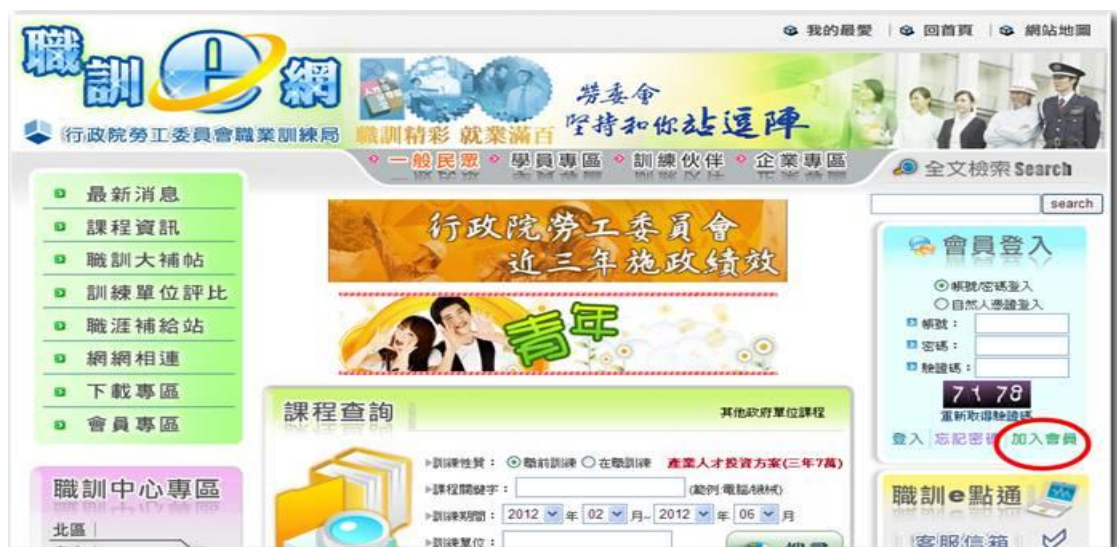 我的最愛 | 回首頁 | 網站地圖
職訓e網
行政院勞工委員會職業訓練局
職訓精彩 就業滿百
勞委會
堅持和你站逗陣
一般民眾 學員專區 訓練伙伴 企業專區
全文檢索 Search
search
最新消息
課程資訊
職訓大補帖
訓練單位評比
職涯補給站
網網相連
下載專區
會員專區
行政院勞工委員會
近三年施政績效
青年
會員登入
帳號/密碼登入
自然人憑證登入
帳號：
密碼：
驗證碼：
7178
重新取得驗證碼
登入 忘記密碼 加入會員
課程查詢
其他政府單位課程
訓練性質： 職前訓練 在職訓練 產業人才投資方案(三年7萬)
課程關鍵字： (範例:電腦/機械)
訓練期間： 2012 年 02 月~ 2012 年 06 月
訓練單位：
職訓中心專區
北區
職訓e點通
客服信箱